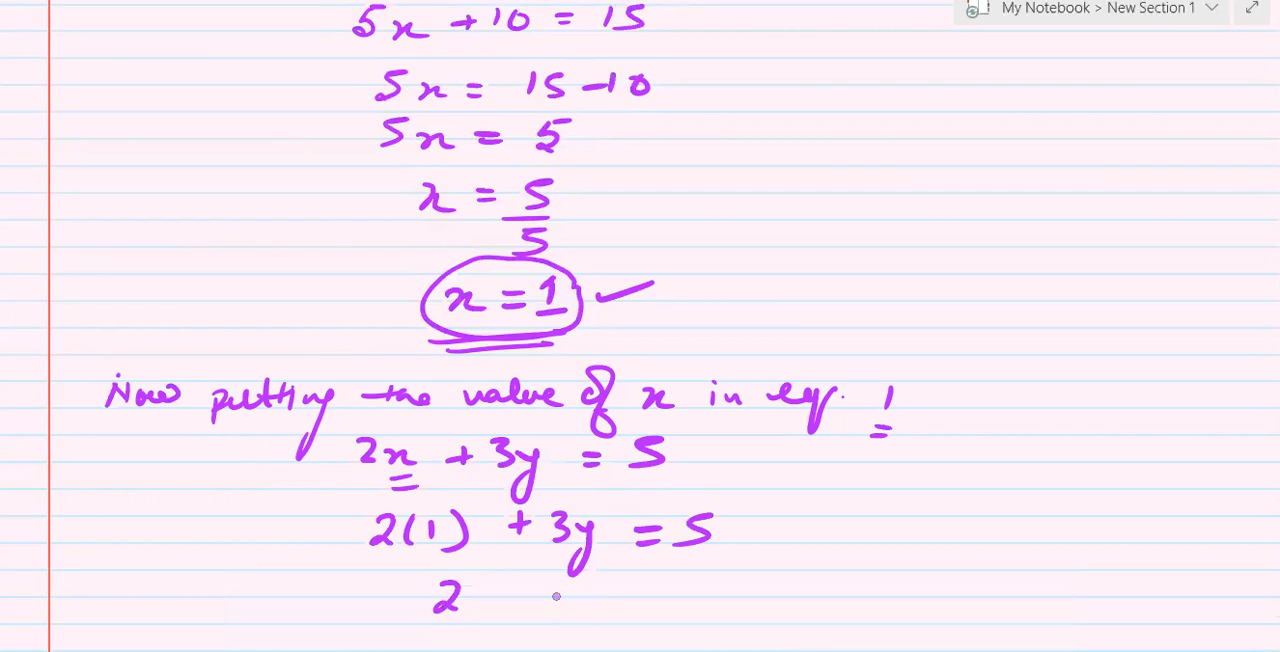 My Notebook > New Section 1
5x + 10 = 15
5x = 15 - 10
5x = 5
x = 5
5
x = 1 ✓
Now putting the value of x in eq. 1
2x + 3y = 5
2(1) + 3y = 5
2